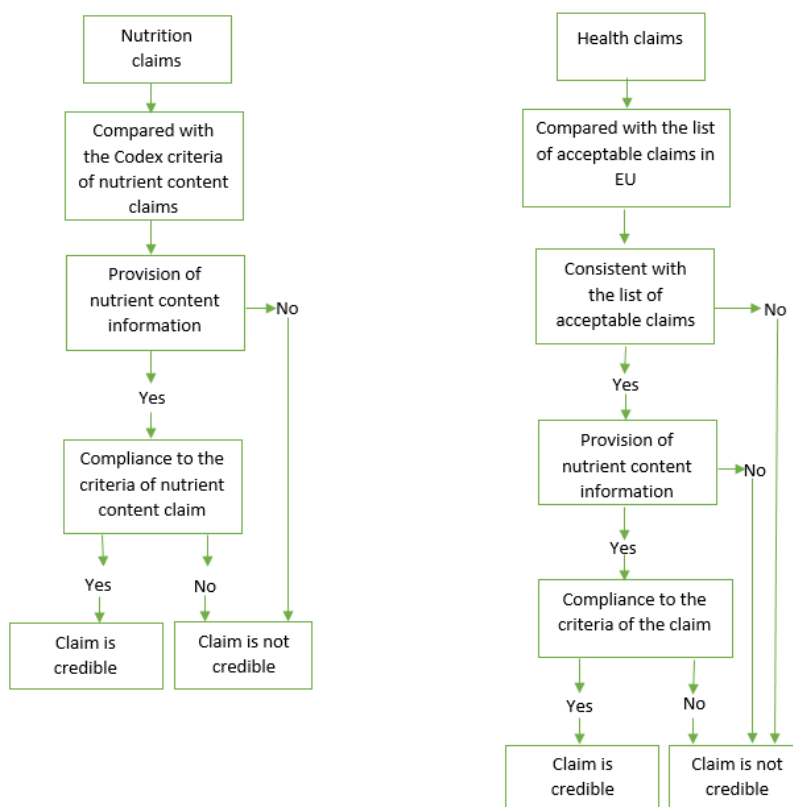 Nutrition
claims
Compared with
the Codex criteria
of nutrient content
claims
Provision of
nutrient content
information
No
Yes
Compliance to the
criteria of nutrient
content claim
Yes
No
Claim is
credible
Claim is not
credible
Health claims
Compared with the list
of acceptable claims in
EU
Consistent with
the list of
acceptable claims
No
Yes
Provision of
nutrient content
information
No
Yes
Compliance to the
criteria of the claim
Yes
No
Claim is
credible
Claim is not
credible